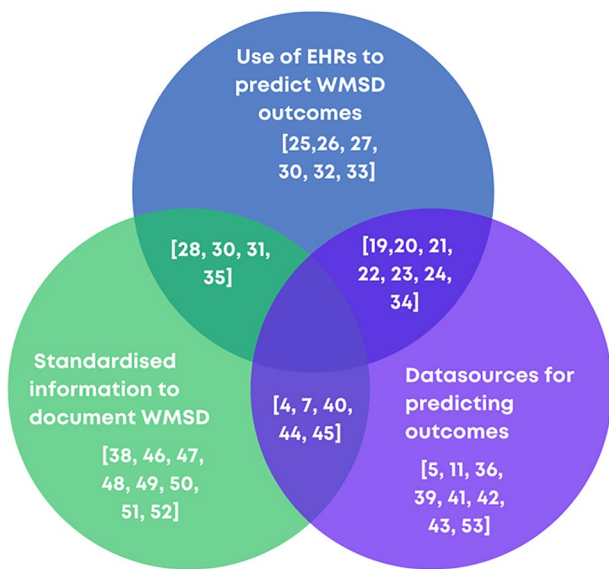 Use of EHRs to
predict WMSD
outcomes
[25,26, 27,
30, 32, 33]
[28, 30, 31,
35]
[19,20, 21,
22, 23, 24,
34]
Standardised
information to
document WMSD
[38, 46, 47,
48, 49, 50,
51, 52]
[4, 7, 40,
44, 45]
Datasources for
predicting
outcomes
[5, 11, 36,
39, 41, 42,
43, 53]